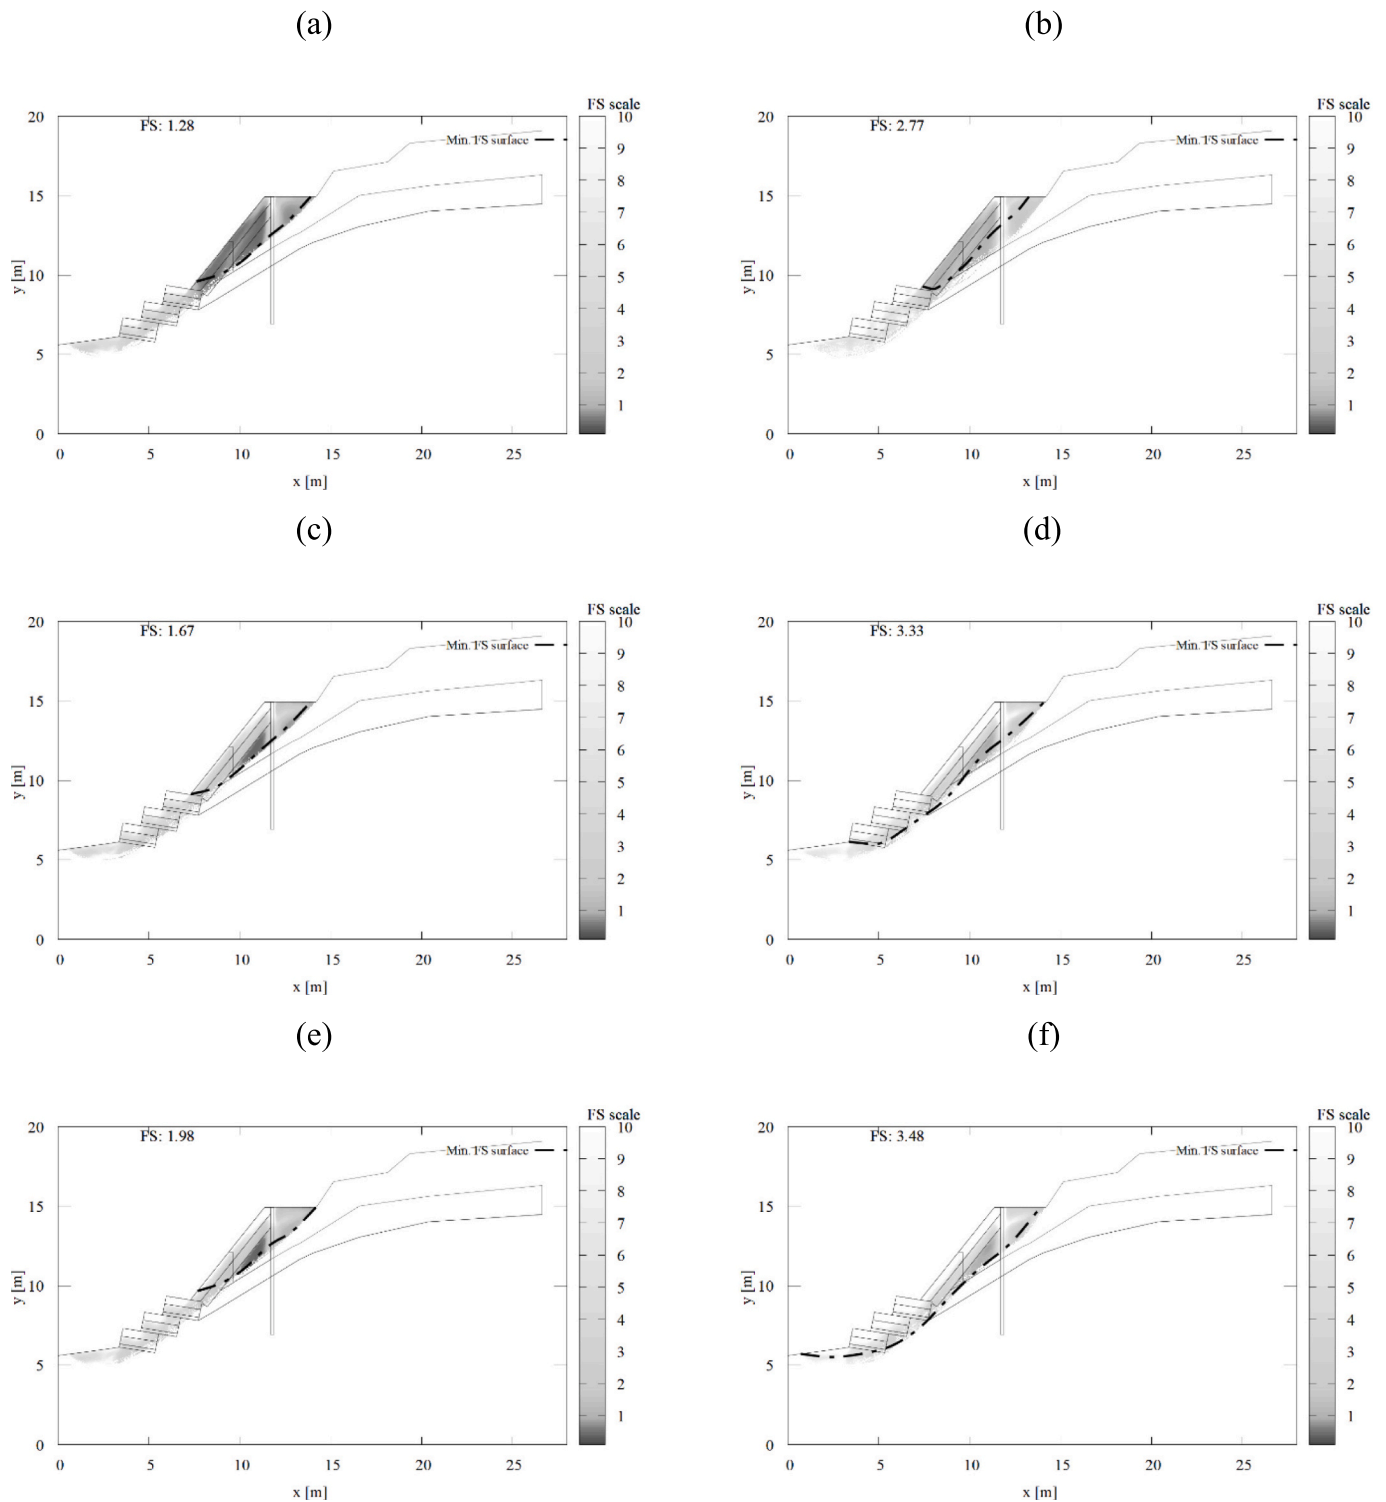 (a)
(b)
FS scale
FS: 1.28
Min. FS surface
20
15
10
5
0
y [m]
0 5 10 15 20 25
x [m]
10
9
8
7
6
5
4
3
2
1
FS scale
FS: 2.77
Min. FS surface
20
15
10
5
0
y [m]
0 5 10 15 20 25
x [m]
10
9
8
7
6
5
4
3
2
1
(c)
(d)
FS scale
FS: 1.67
Min. FS surface
20
15
10
5
0
y [m]
0 5 10 15 20 25
x [m]
10
9
8
7
6
5
4
3
2
1
FS scale
FS: 3.33
Min. FS surface
20
15
10
5
0
y [m]
0 5 10 15 20 25
x [m]
10
9
8
7
6
5
4
3
2
1
(e)
(f)
FS scale
FS: 1.98
Min. FS surface
20
15
10
5
0
y [m]
0 5 10 15 20 25
x [m]
10
9
8
7
6
5
4
3
2
1
FS scale
FS: 3.48
Min. FS surface
20
15
10
5
0
y [m]
0 5 10 15 20 25
x [m]
10
9
8
7
6
5
4
3
2
1